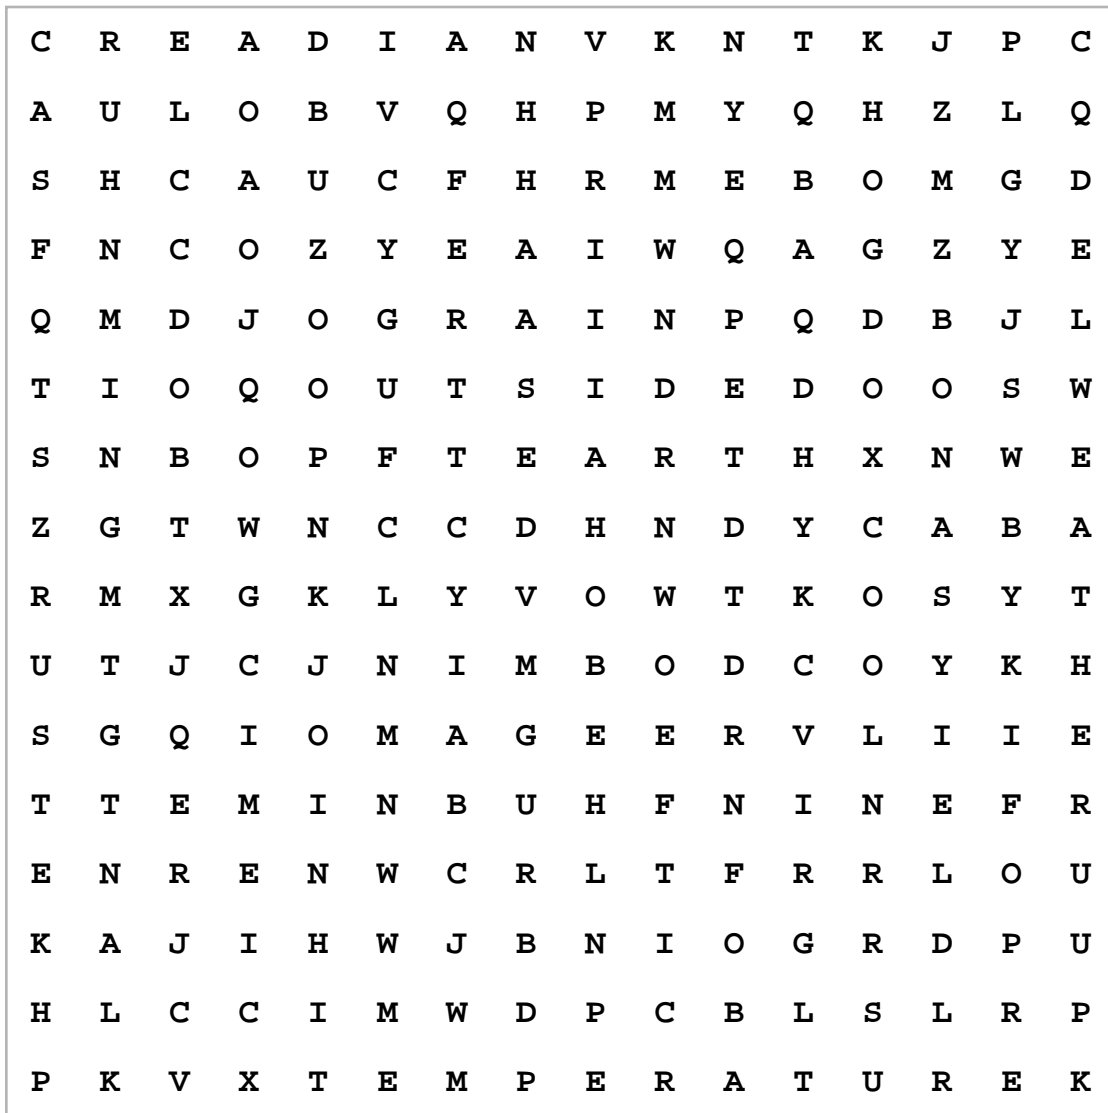 C R E A D I A N V K N T K J P C
A U L O B V Q H P M Y Q H Z L Q
S H C A U C F H R M E B O M G D
F N C O Z Y E A I W Q A G Z Y E
Q M D J O G R A I N P Q D B J L
T I O Q O U T S I D E D O O S W
S N B O P F T E A R T H X N W E
Z G T W N C C D H N D Y C A B A
R M X G K L Y V O W T K O S Y T
U T J C J N I M B O D C O Y K H
S G Q I O M A G E E R V L I I E
T T E M I N B U H F N I N E F R
E N R E N W C R L T F R R L O U
K A J I H W J B N I O G R D P U
H L C C I M W D P C B L S L R P
P K V X T E M P E R A T U R E K